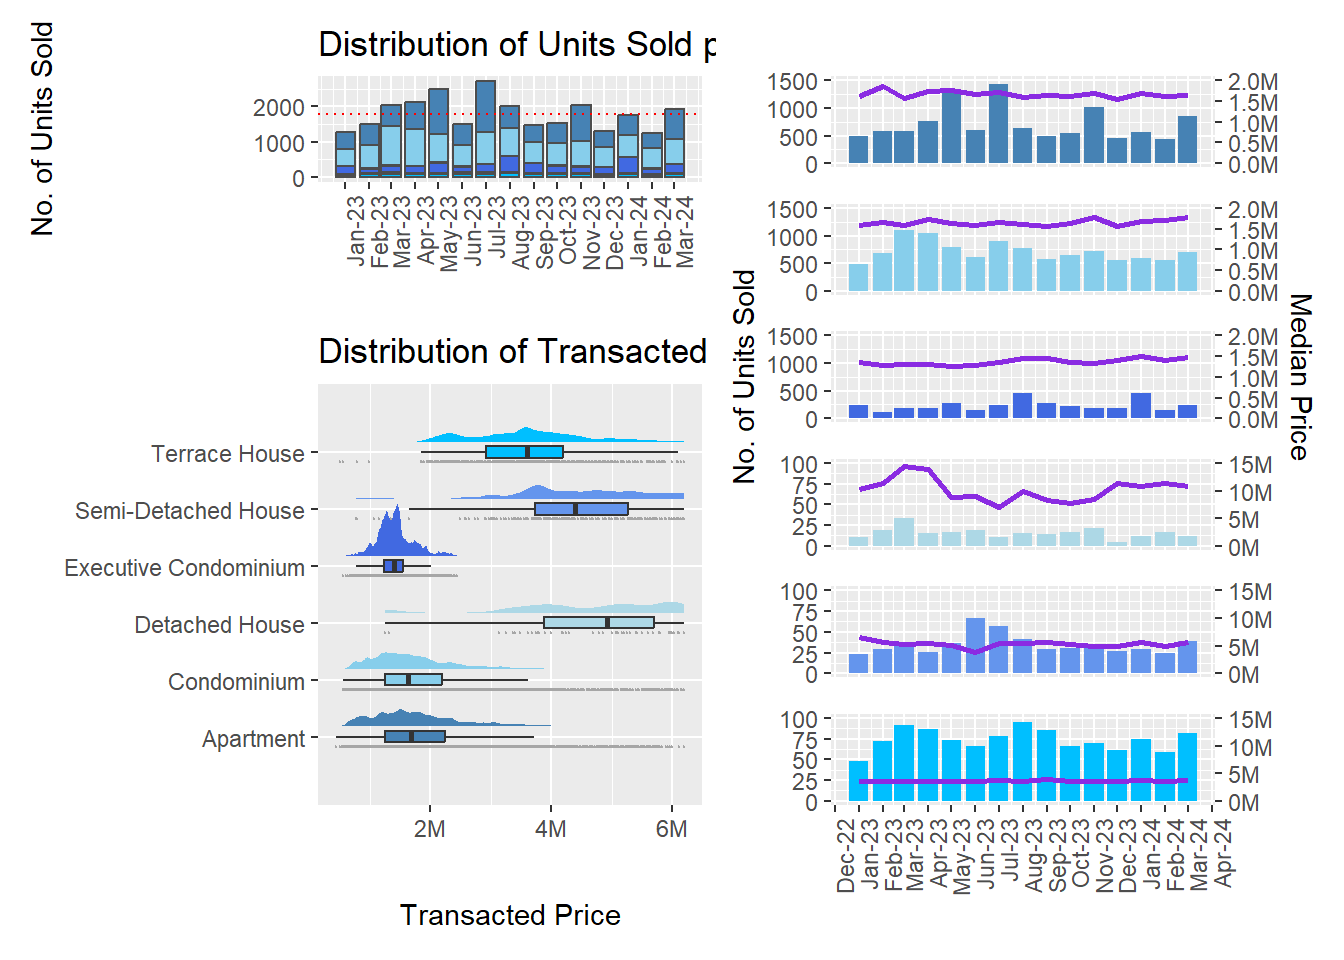 Distribution of Units Sold p
No. of Units Sold
2000
1000
0
Jan-23
Feb-23
Mar-23
Apr-23
May-23
Jun-23
Jul-23
Aug-23
Sep-23
Oct-23
Nov-23
Dec-23
Jan-24
Feb-24
Mar-24
Distribution of Transacted
Terrace House
Semi-Detached House
Executive Condominium
Detached House
Condominium
Apartment
2M
4M
6M
Transacted Price
No. of Units Sold
1500
1000
500
0
2.0M
1.5M
1.0M
0.5M
0.0M
1500
1000
500
0
2.0M
1.5M
1.0M
0.5M
0.0M
1500
1000
500
0
2.0M
1.5M
1.0M
0.5M
0.0M
100
75
50
25
0
15M
10M
5M
0M
100
75
50
25
0
15M
10M
5M
0M
100
75
50
25
0
15M
10M
5M
0M
Dec-22
Jan-23
Feb-23
Mar-23
Apr-23
May-23
Jun-23
Jul-23
Aug-23
Sep-23
Oct-23
Nov-23
Dec-23
Jan-24
Feb-24
Mar-24
Apr-24
Median Price